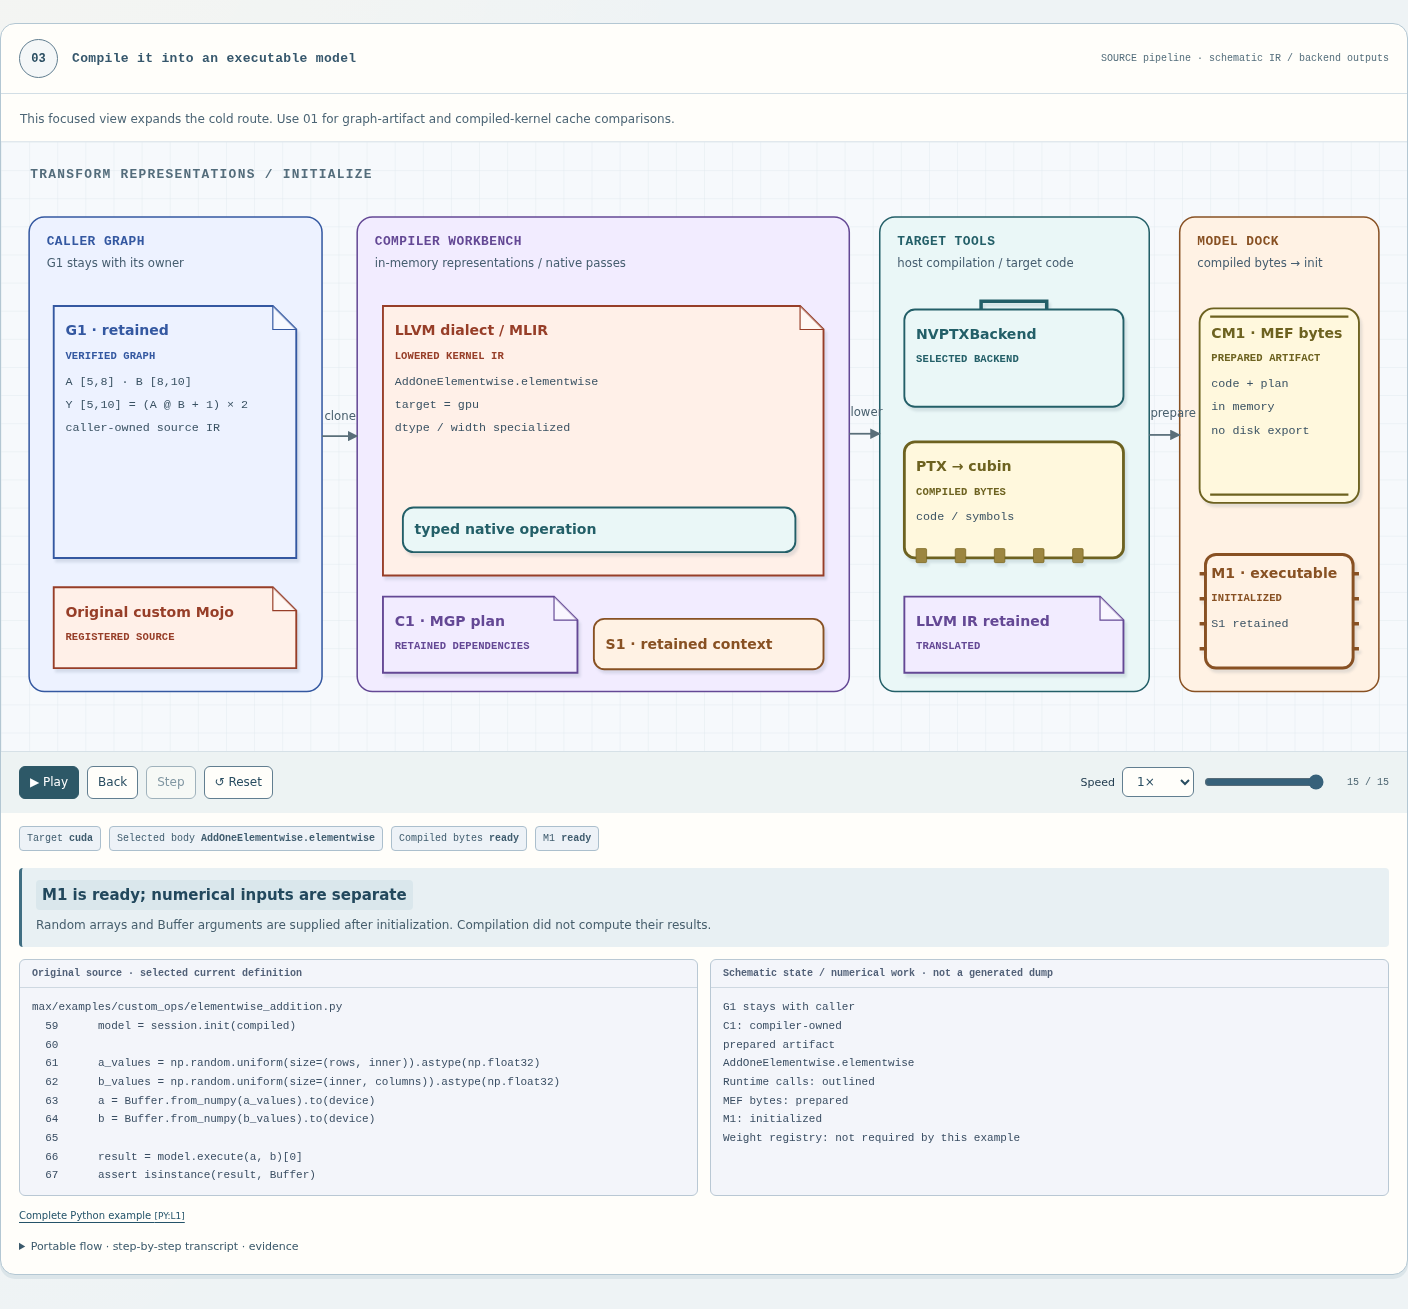 03 Compile it into an executable model
SOURCE pipeline · schematic IR / backend outputs
This focused view expands the cold route. Use 01 for graph-artifact and compiled-kernel cache comparisons.
TRANSFORM REPRESENTATIONS / INITIALIZE
CALLER GRAPH
G1 stays with its owner
G1 · retained
VERIFIED GRAPH
A [5,8] · B [8,10]
Y [5,10] = (A @ B + 1) × 2
caller-owned source IR
Original custom Mojo
REGISTERED SOURCE
clone
COMPILER WORKBENCH
in-memory representations / native passes
LLVM dialect / MLIR
LOWERED KERNEL IR
AddOneElementwise.elementwise
target = gpu
dtype / width specialized
typed native operation
C1 · MGP plan
RETAINED DEPENDENCIES
S1 · retained context
lower
TARGET TOOLS
host compilation / target code
NVPTXBackend
SELECTED BACKEND
PTX → cubin
COMPILED BYTES
code / symbols
LLVM IR retained
TRANSLATED
prepare
MODEL DOCK
compiled bytes → init
CM1 · MEF bytes
PREPARED ARTIFACT
code + plan
in memory
no disk export
M1 · executable
INITIALIZED
S1 retained
▶ Play Back Step ↺ Reset
Speed 1× 15 / 15
Target cuda Selected body AddOneElementwise.elementwise Compiled bytes ready M1 ready
M1 is ready; numerical inputs are separate
Random arrays and Buffer arguments are supplied after initialization. Compilation did not compute their results.
Original source · selected current definition
max/examples/custom_ops/elementwise_addition.py
59 model = session.init(compiled)
60
61 a_values = np.random.uniform(size=(rows, inner)).astype(np.float32)
62 b_values = np.random.uniform(size=(inner, columns)).astype(np.float32)
63 a = Buffer.from_numpy(a_values).to(device)
64 b = Buffer.from_numpy(b_values).to(device)
65
66 result = model.execute(a, b)[0]
67 assert isinstance(result, Buffer)
Schematic state / numerical work · not a generated dump
G1 stays with caller
C1: compiler-owned
prepared artifact
AddOneElementwise.elementwise
Runtime calls: outlined
MEF bytes: prepared
M1: initialized
Weight registry: not required by this example
Complete Python example [PY:L1]
▶ Portable flow · step-by-step transcript · evidence